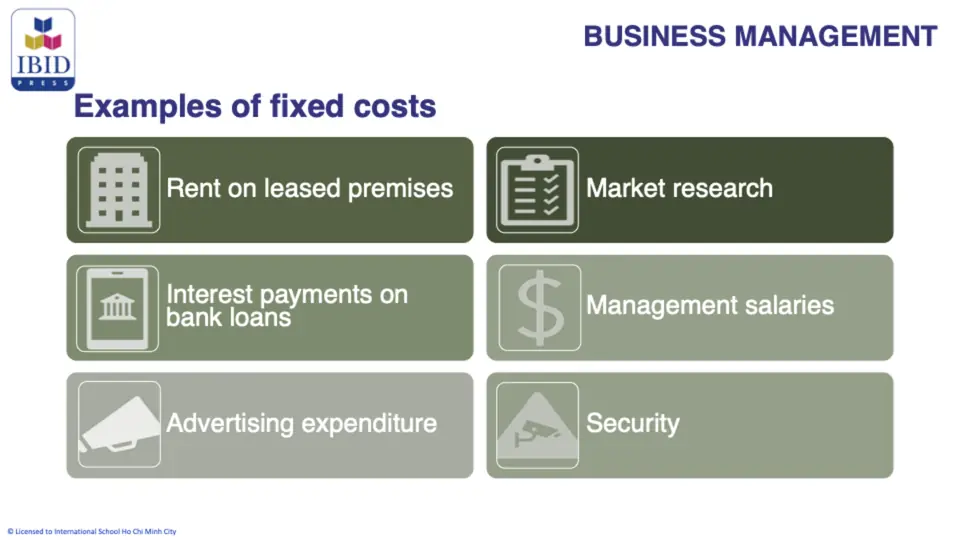 IBID
PRESS
BUSINESS MANAGEMENT
Examples of fixed costs
Rent on leased premises
Market research
Interest payments on
bank loans
Management salaries
Advertising expenditure
Security
© Licensed to International School Ho Chi Minh City